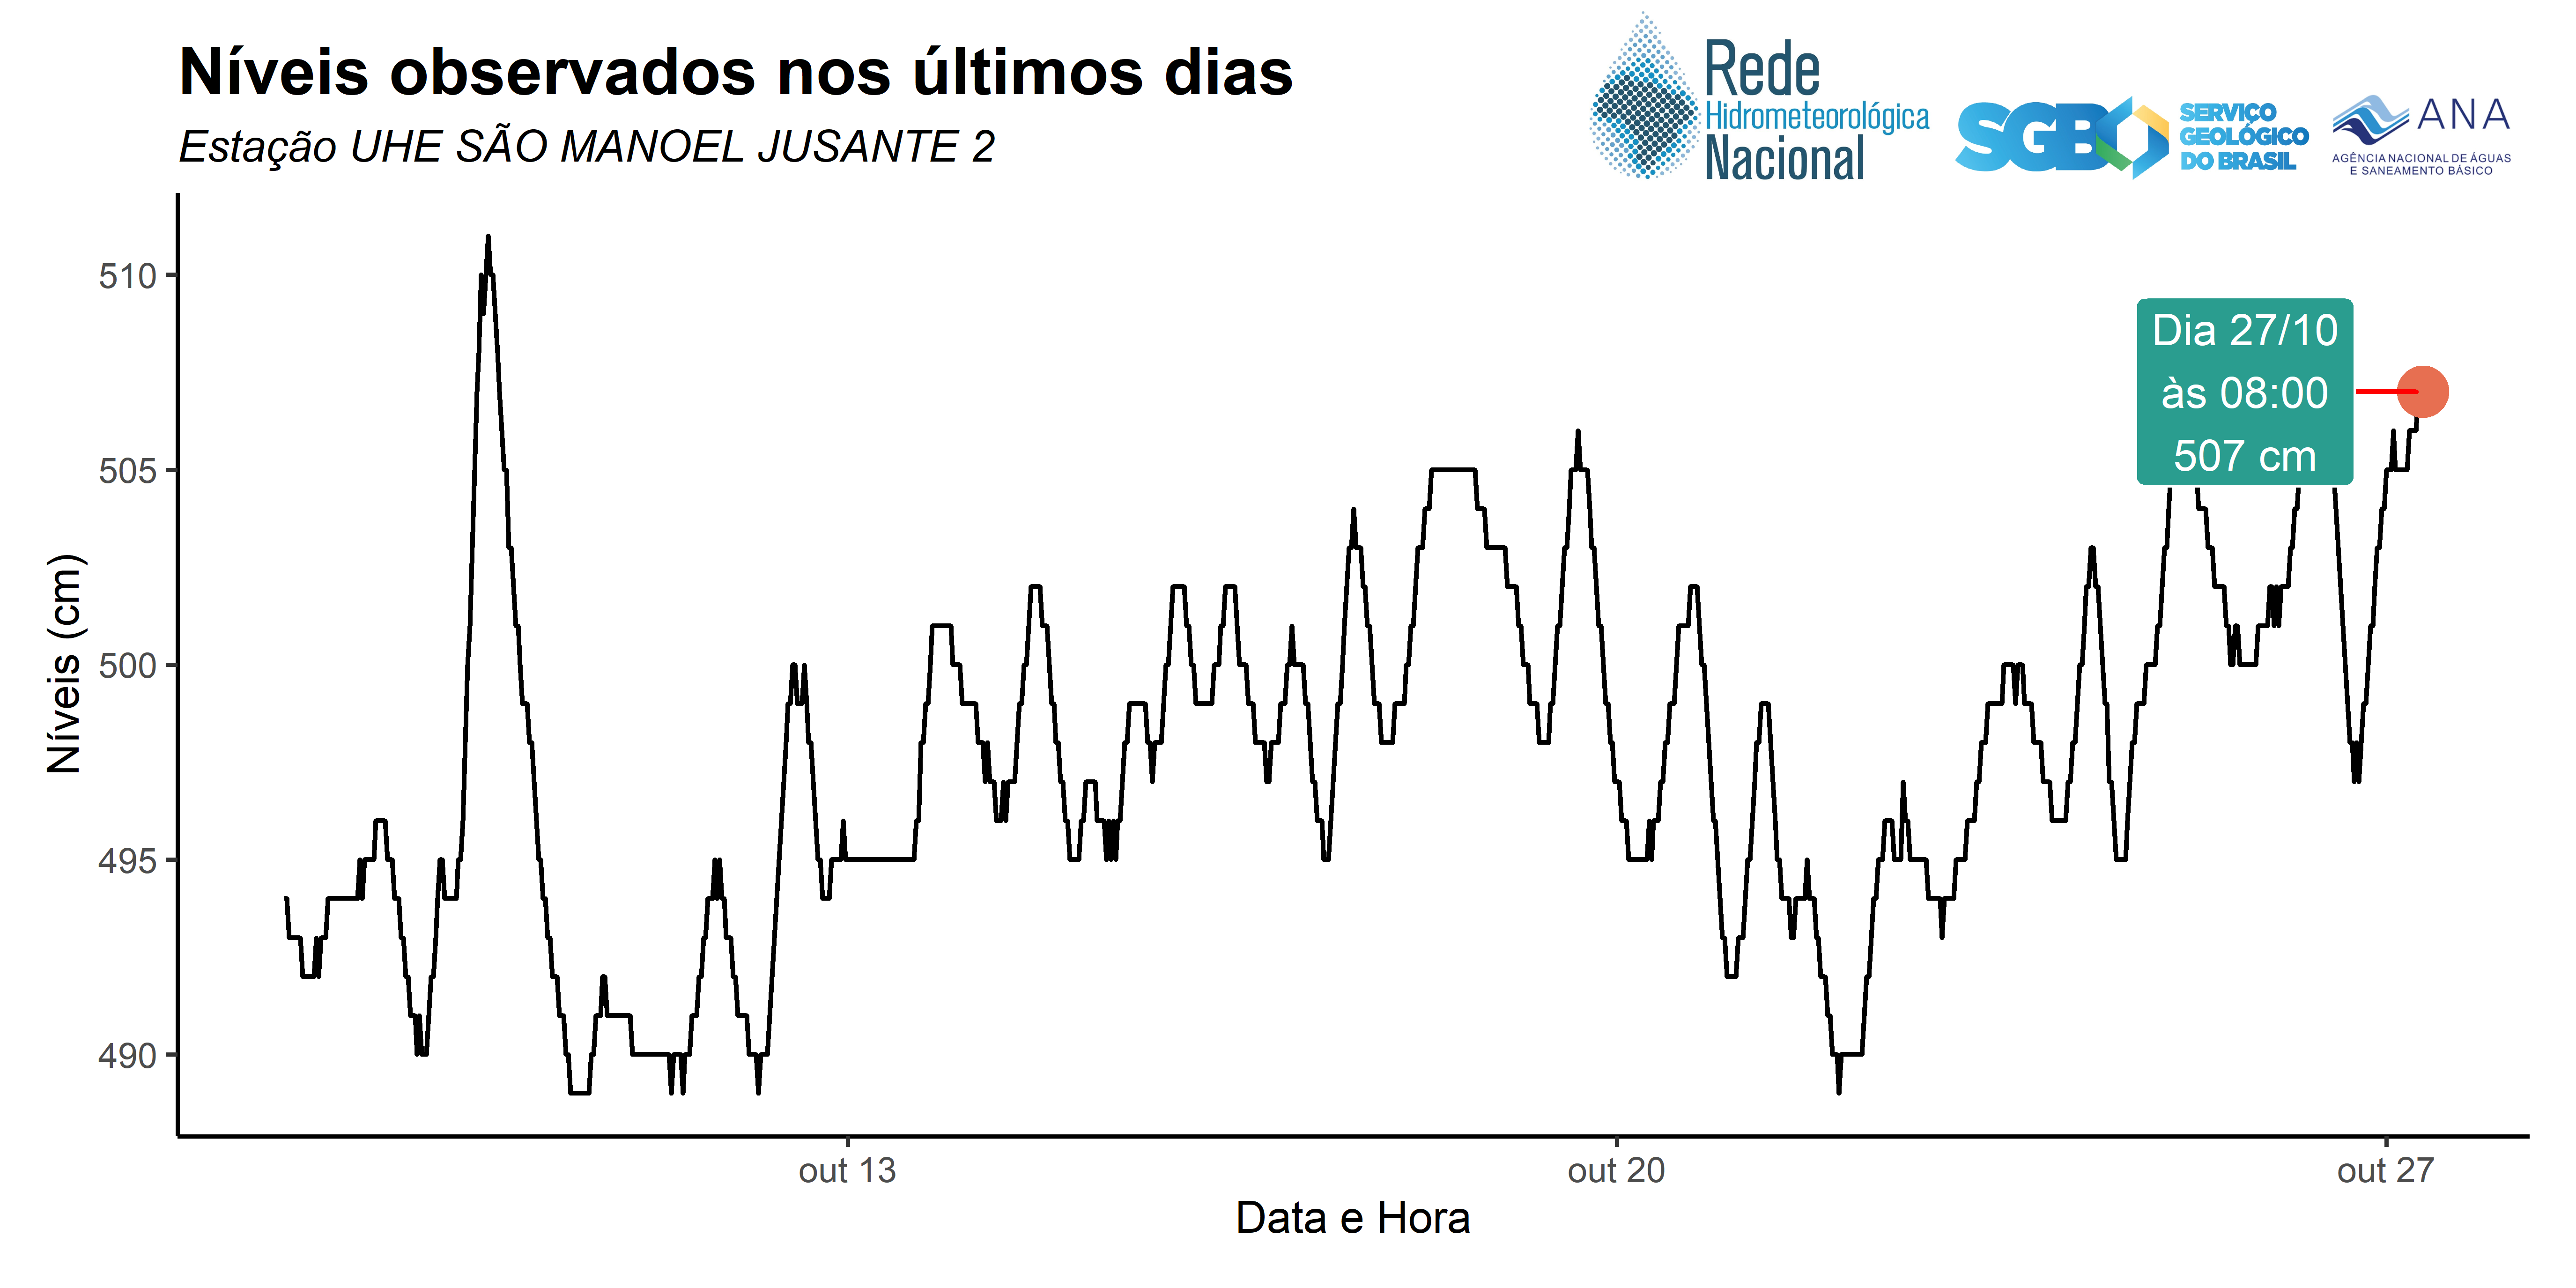 Níveis observados nos últimos dias
Estação UHE SÃO MANOEL JUSANTE 2
Rede
Hidrometeorológica
Nacional
SGB
SERVIÇO
GEOLÓGICO
DO BRASIL
ANA
AGÊNCIA NACIONAL DE ÁGUAS
E SANEAMENTO BÁSICO
510
505
500
495
490
Níveis (cm)
Dia 27/10
às 08:00
507 cm
out 13
out 20
out 27
Data e Hora